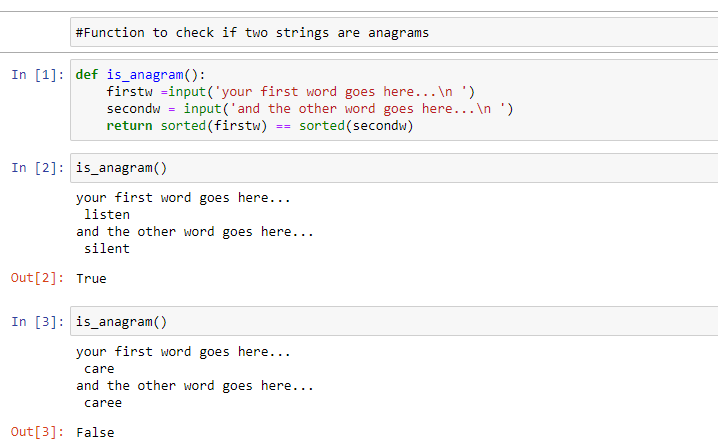 #Function to check if two strings are anagrams
In [1]: def is_anagram():
    firstw =input('your first word goes here...\n ')
    secondw = input('and the other word goes here...\n ')
    return sorted(firstw) == sorted(secondw)
In [2]: is_anagram()
your first word goes here...
 listen
and the other word goes here...
 silent
Out[2]: True
In [3]: is_anagram()
your first word goes here...
 care
and the other word goes here...
 caree
Out[3]: False